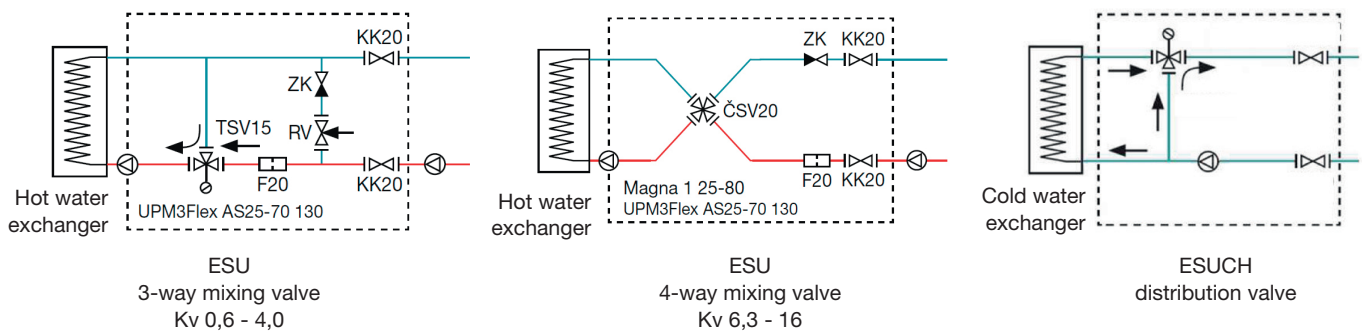 KK20
ZK
TSV15
RV
F20
KK20
Hot water
exchanger
UPM3Flex AS25-70 130
ESU
3-way mixing valve
Kv 0,6 - 4,0
ZK KK20
ČSV20
F20 KK20
Hot water
exchanger
Magna 1 25-80
UPM3Flex AS25-70 130
ESU
4-way mixing valve
Kv 6,3 - 16
Cold water
exchanger
ESUCH
distribution valve